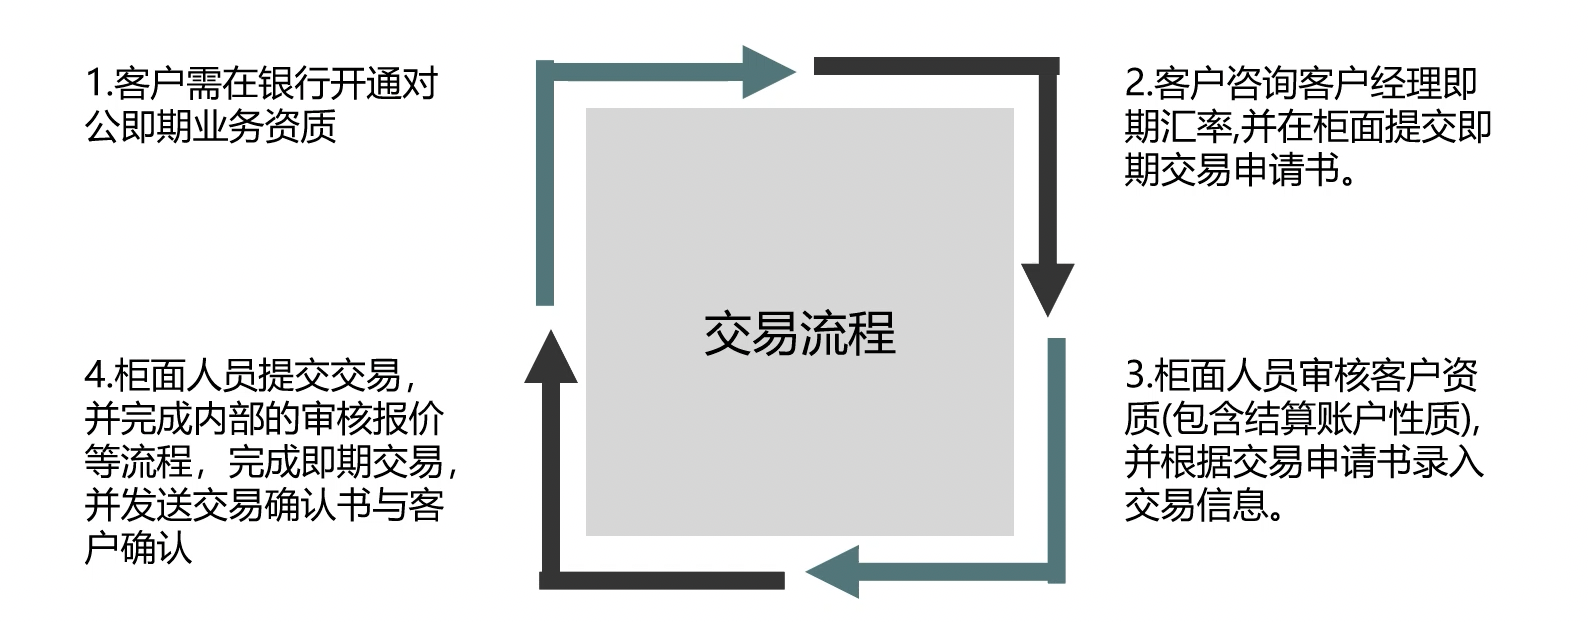 1.客户需在银行开通对
公即期业务资质
2.客户咨询客户经理即
期汇率,并在柜面提交即
期交易申请书。
交易流程
3.柜面人员审核客户资
质(包含结算账户性质),
并根据交易申请书录入
交易信息。
4.柜面人员提交交易，
并完成内部的审核报价
等流程，完成即期交易，
并发送交易确认书与客
户确认